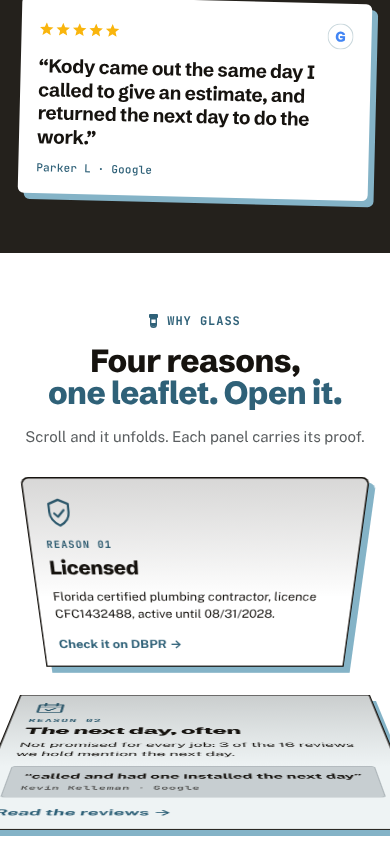 G
“Kody came out the same day I
called to give an estimate, and
returned the next day to do the
work.”
Parker L · Google
WHY GLASS
Four reasons,
one leaflet. Open it.
Scroll and it unfolds. Each panel carries its proof.
REASON 01
Licensed
Florida certified plumbing contractor, licence
CFC1432488, active until 08/31/2028.
Check it on DBPR →
REASON 02
The next day, often
Not promised for every job: 3 of the 16 reviews
we hold mention the next day.
“called and had one installed the next day”
Kevin Kelleman · Google
Read the reviews →